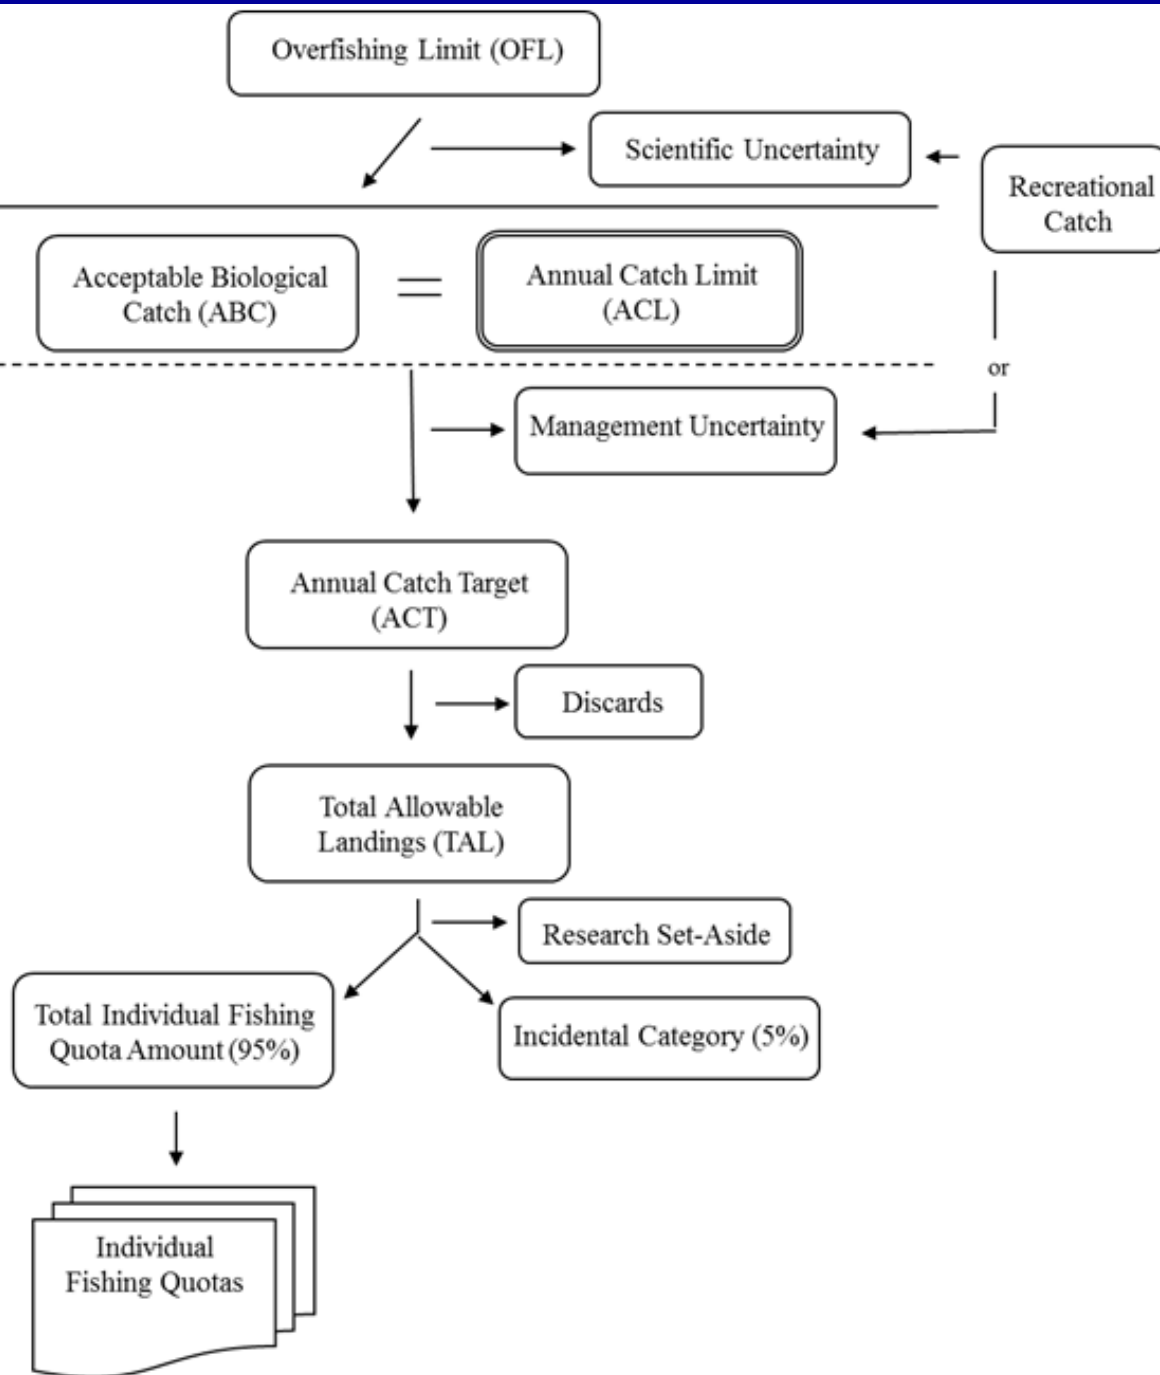 Overfishing Limit (OFL)
Scientific Uncertainty
Recreational
Catch
Acceptable Biological
Catch (ABC)
=
Annual Catch Limit
(ACL)
or
Management Uncertainty
Annual Catch Target
(ACT)
Discards
Total Allowable
Landings (TAL)
Research Set-Aside
Total Individual Fishing
Quota Amount (95%)
Incidental Category (5%)
Individual
Fishing Quotas